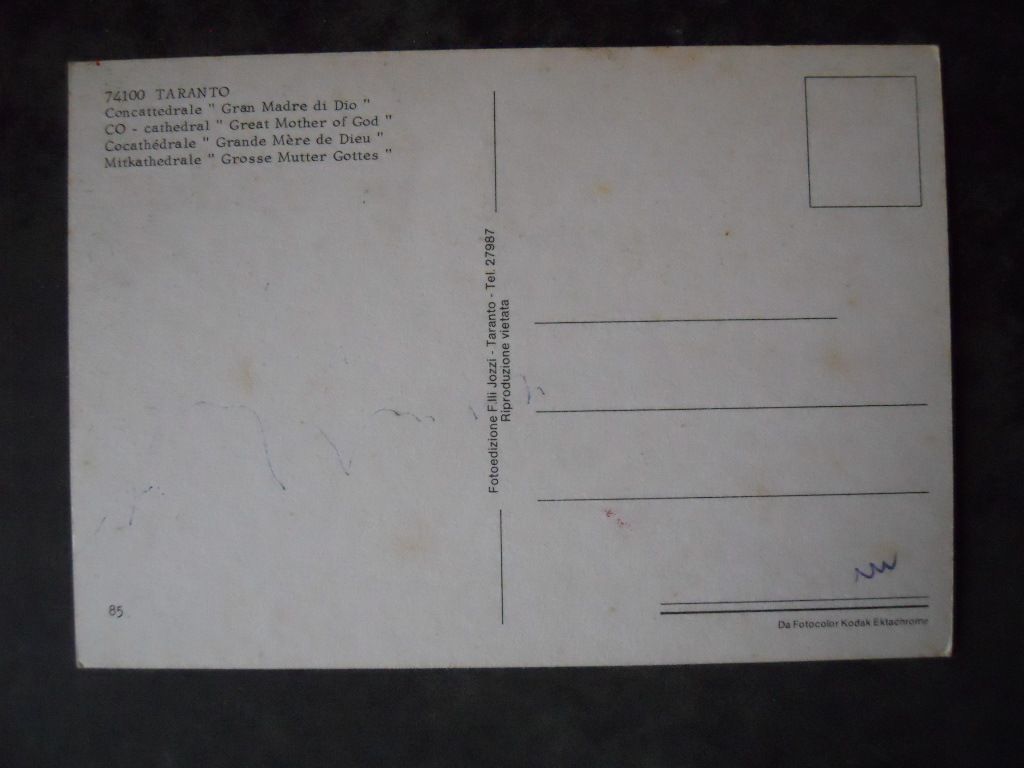 74100 TARANTO
Concattedrale " Gran Madre di Dio "
CO - cathedral " Great Mother of God "
Cocathédrale " Grande Mère de Dieu "
Mitkathedrale " Grosse Mutter Gottes "
85
Fotoedizione F.lli Jozzi - Taranto - Tel. 27987
Riproduzione vietata
Da Fotocolor Kodak Ektachrome